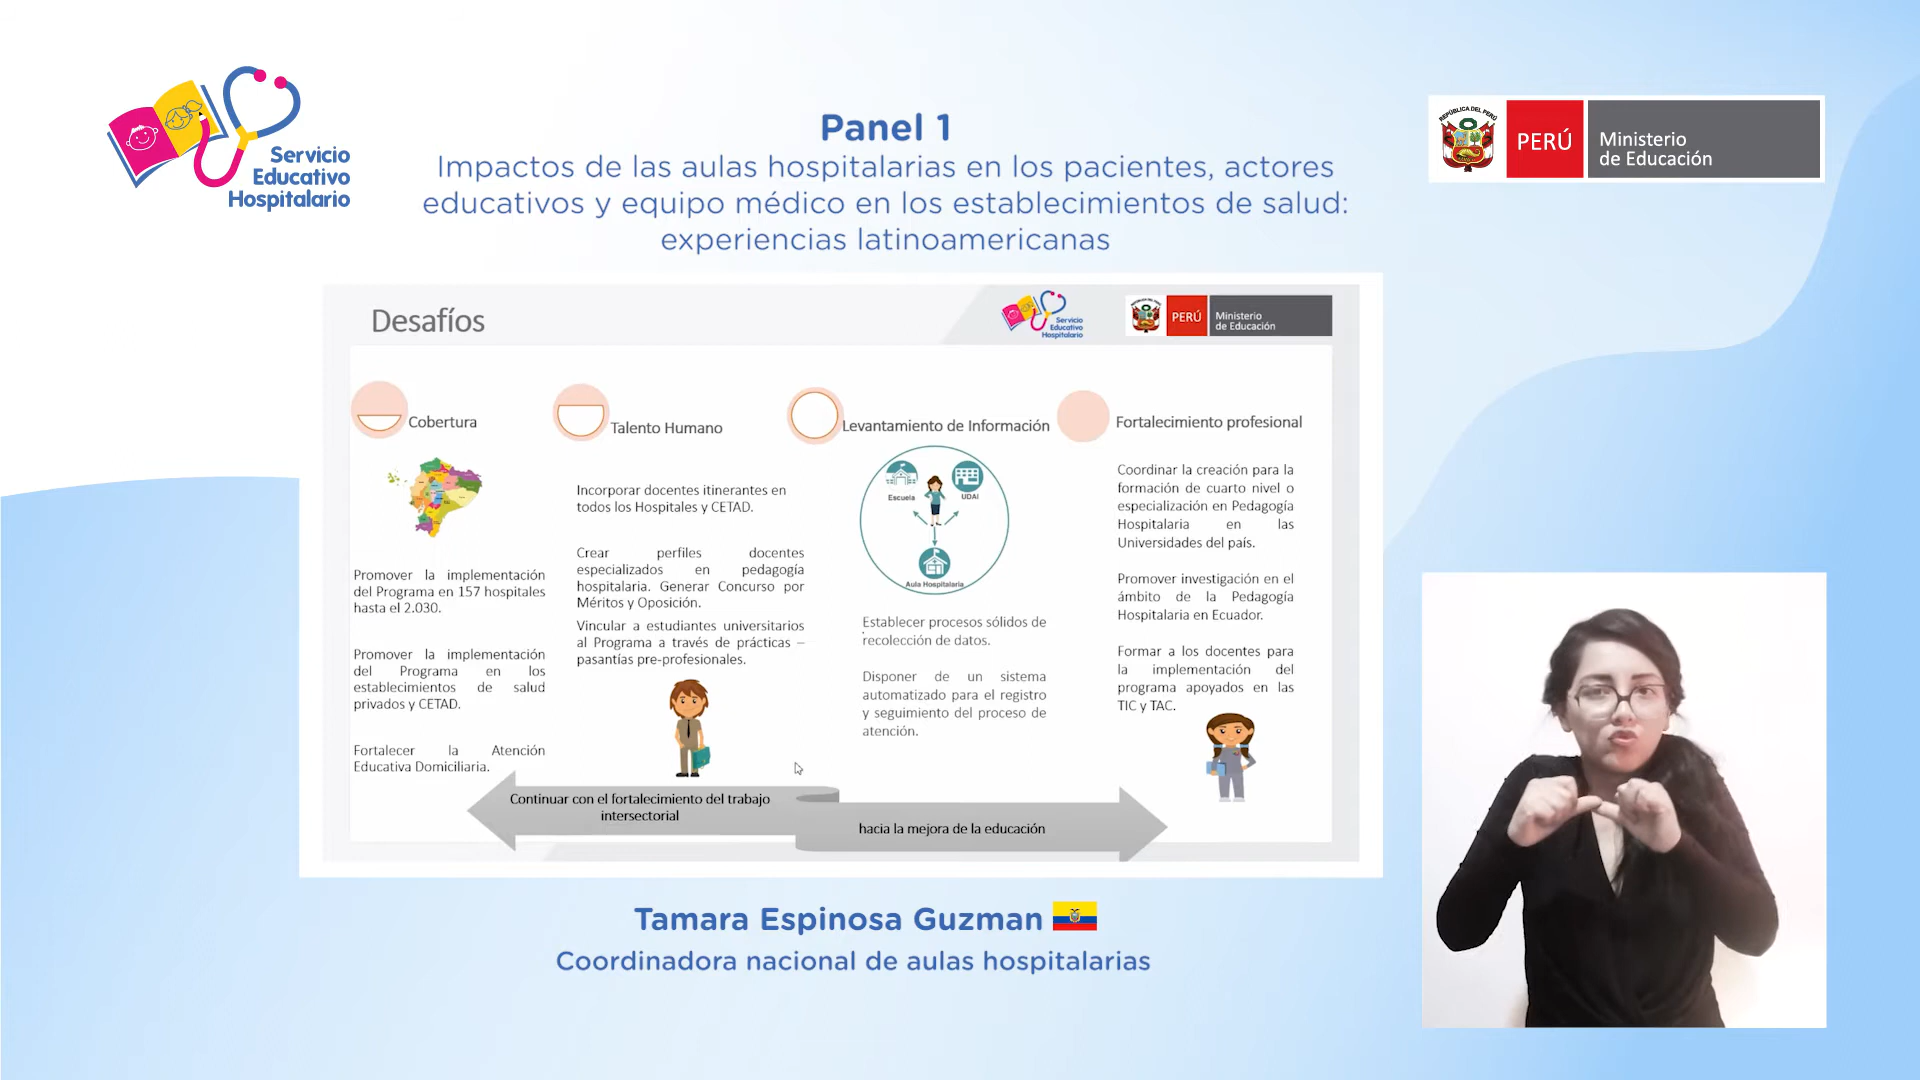 Servicio
Educativo
Hospitalario
Panel 1
Impactos de las aulas hospitalarias en los pacientes, actores
educativos y equipo médico en los establecimientos de salud:
experiencias latinoamericanas
REPÚBLICA DEL PERÚ
PERÚ
Ministerio
de Educación
Desafíos
Servicio
Educativo
Hospitalario
PERÚ
Ministerio
de Educación
Cobertura
Promover la implementación
del Programa en 157 hospitales
hasta el 2.030.
Promover la implementación
del Programa en los
establecimientos de salud
privados y CETAD.
Fortalecer la Atención
Educativa Domiciliaria.
Talento Humano
Incorporar docentes itinerantes en
todos los Hospitales y CETAD.
Crear perfiles docentes
especializados en pedagogía
hospitalaria. Generar Concurso por
Méritos y Oposición.
Vincular a estudiantes universitarios
al Programa a través de prácticas –
pasantías pre-profesionales.
Levantamiento de Información
Escuela
UDAI
Aula Hospitalaria
Establecer procesos sólidos de
recolección de datos.
Disponer de un sistema
automatizado para el registro
y seguimiento del proceso de
atención.
Fortalecimiento profesional
Coordinar la creación para la
formación de cuarto nivel o
especialización en Pedagogía
Hospitalaria en las
Universidades del país.
Promover investigación en el
ámbito de la Pedagogía
Hospitalaria en Ecuador.
Formar a los docentes para
la implementación del
programa apoyados en las
TIC y TAC.
Continuar con el fortalecimiento del trabajo
intersectorial
hacia la mejora de la educación
Tamara Espinosa Guzman
Coordinadora nacional de aulas hospitalarias